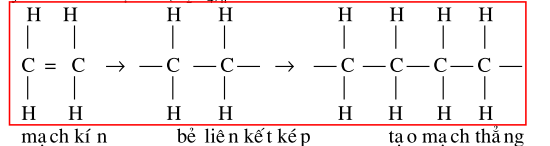 H H H H H H H H
C = C → — C — C — → — C — C — C — C —
H H H H H H H H
mạch kín bẻ liên kết kép tạo mạch thẳng